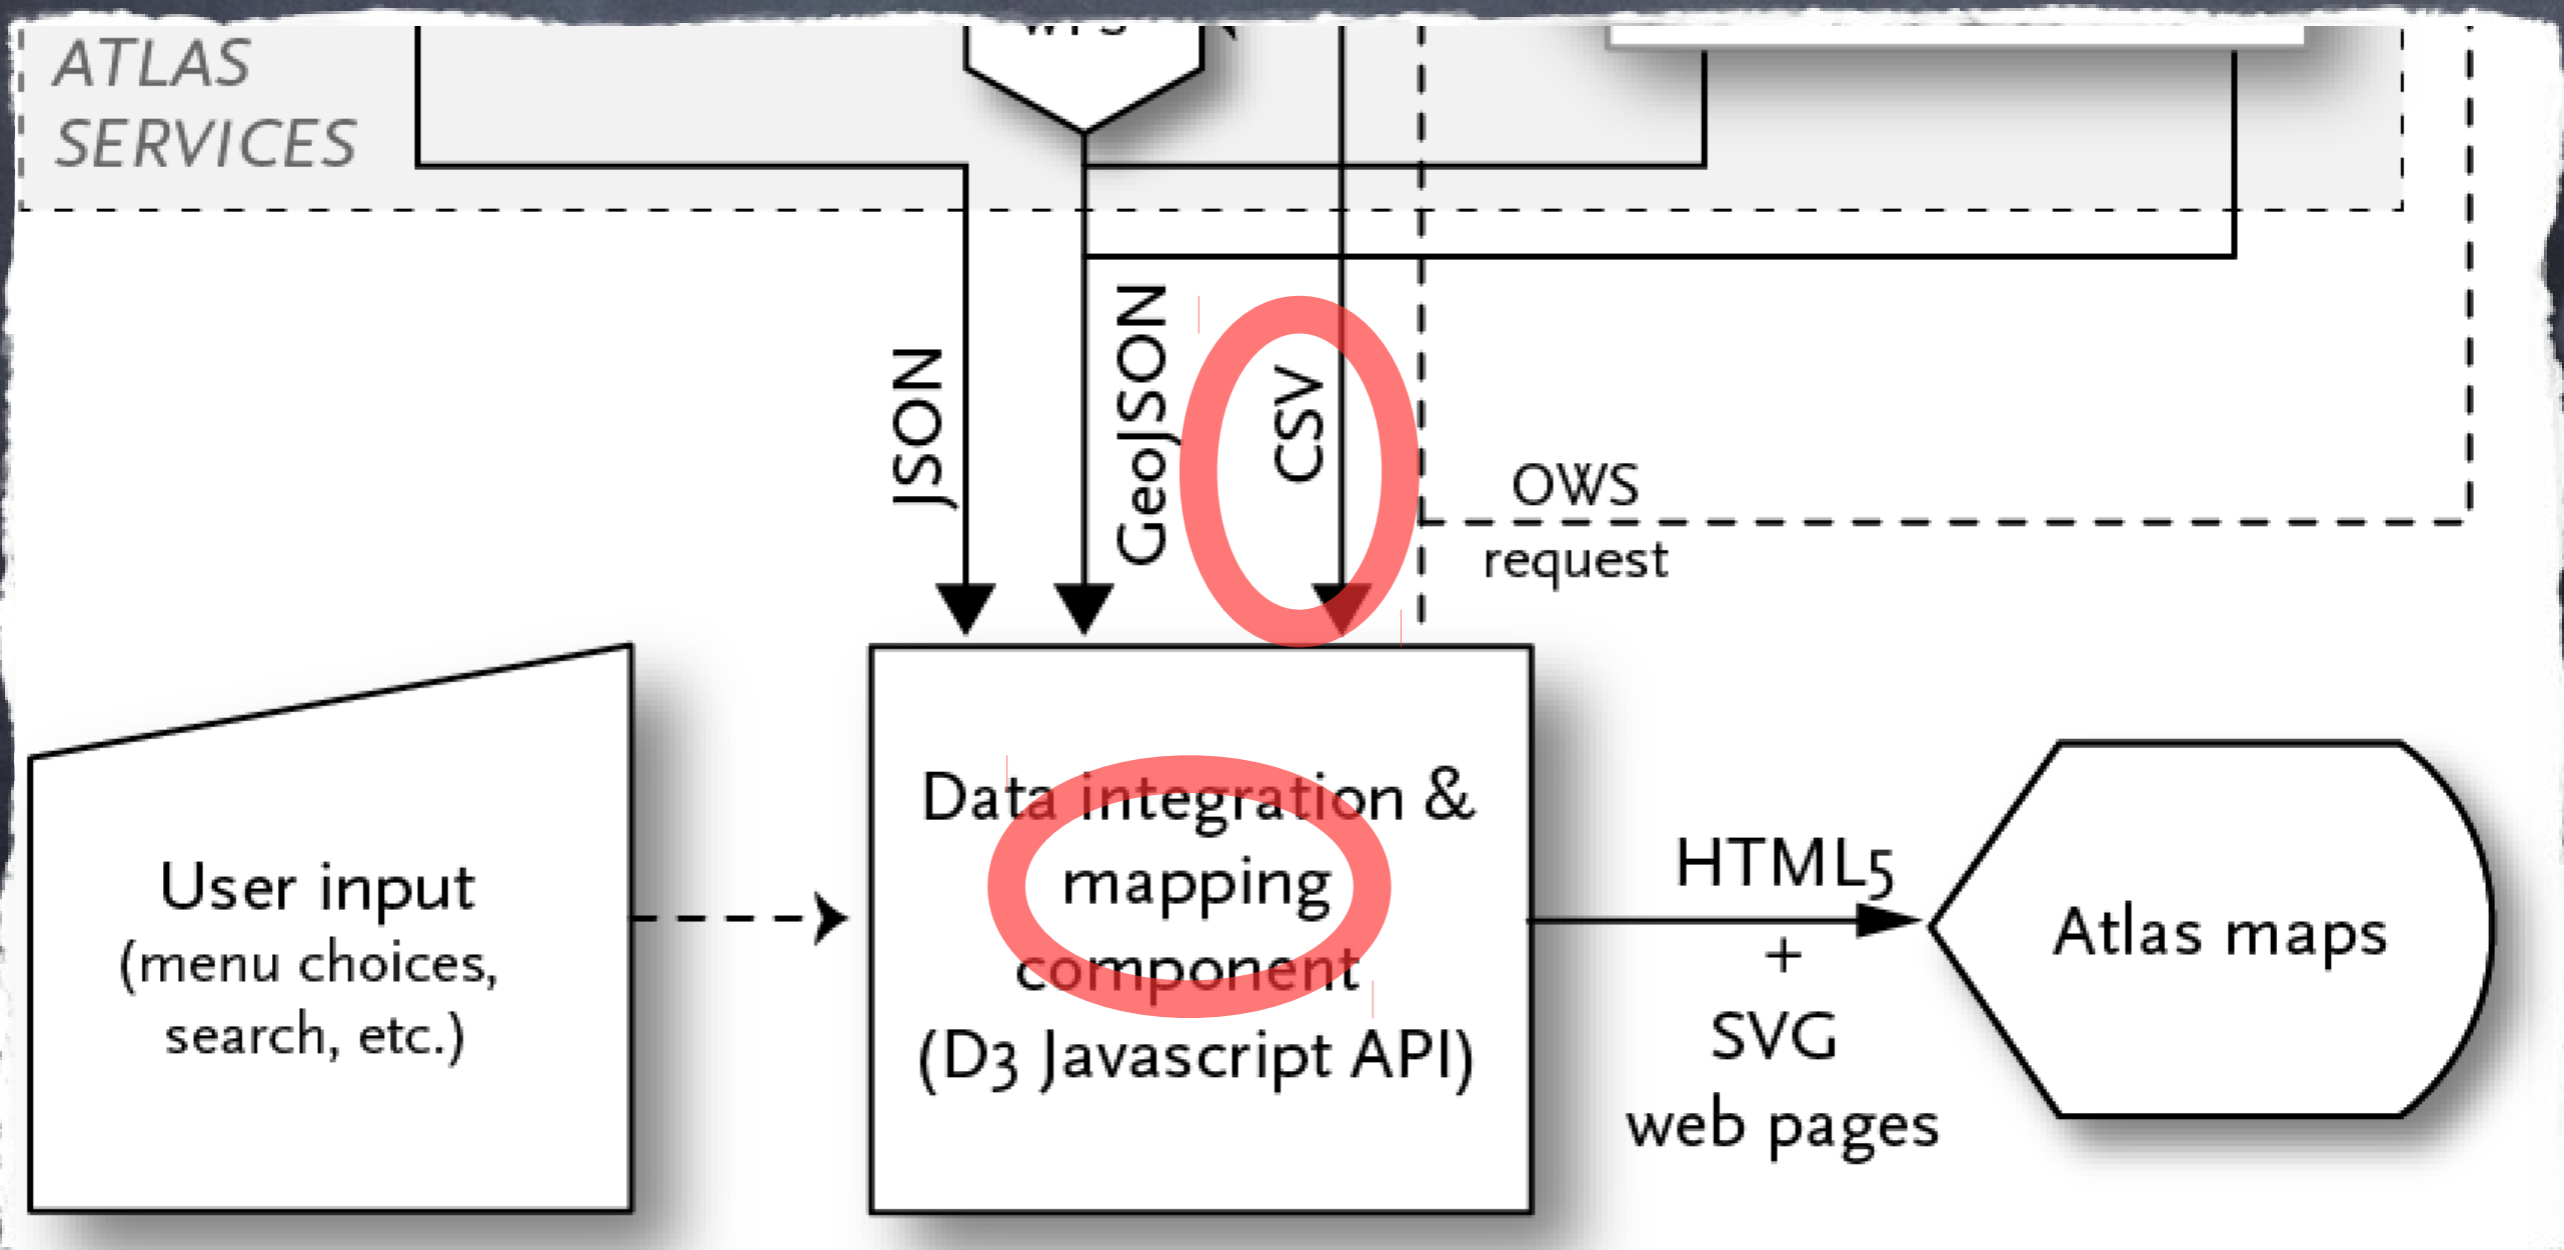 ATLAS
SERVICES
JSON
GeoJSON
CSV
OWS
request
User input
(menu choices,
search, etc.)
Data integration &
mapping
component
(D3 Javascript API)
HTML5
+
SVG
web pages
Atlas maps